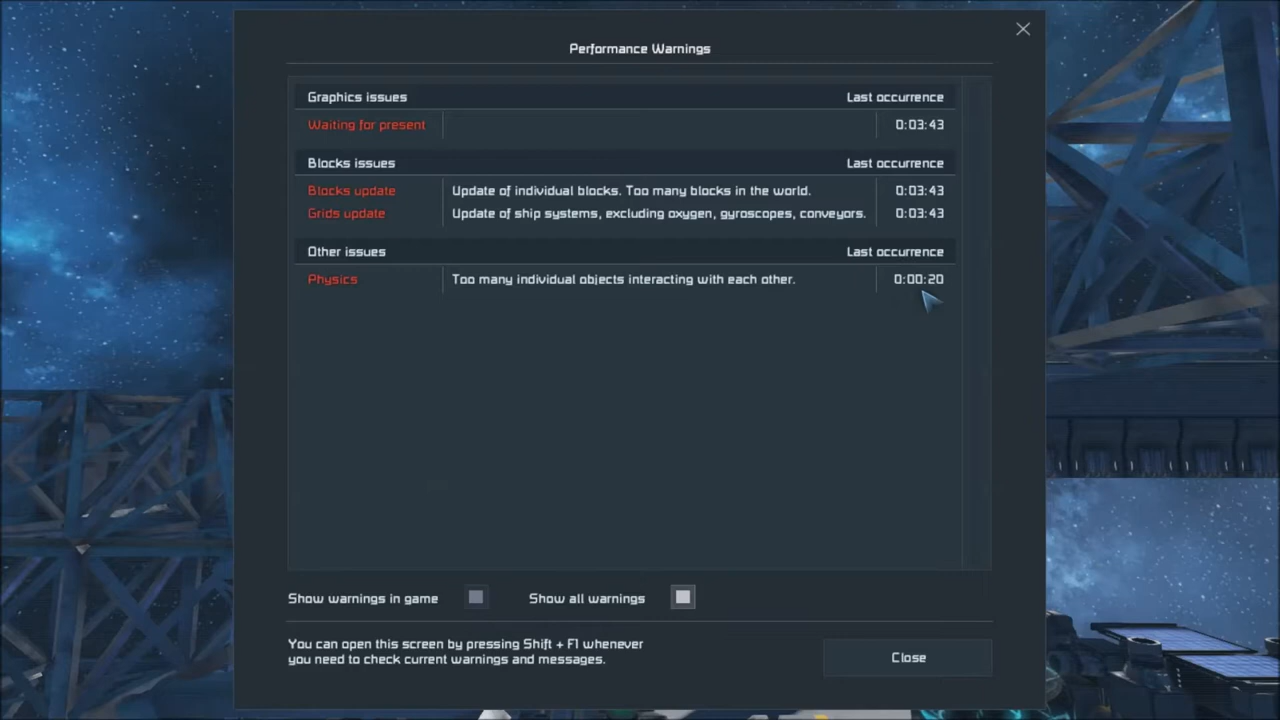 Performance Warnings
Graphics issues Last occurrence
Waiting for present 0:03:43
Blocks issues Last occurrence
Blocks update Update of individual blocks. Too many blocks in the world. 0:03:43
Grids update Update of ship systems, excluding oxygen, gyroscopes, conveyors. 0:03:43
Other issues Last occurrence
Physics Too many individual objects interacting with each other. 0:00:20
Show warnings in game Show all warnings
You can open this screen by pressing Shift + F1 whenever
you need to check current warnings and messages.
Close